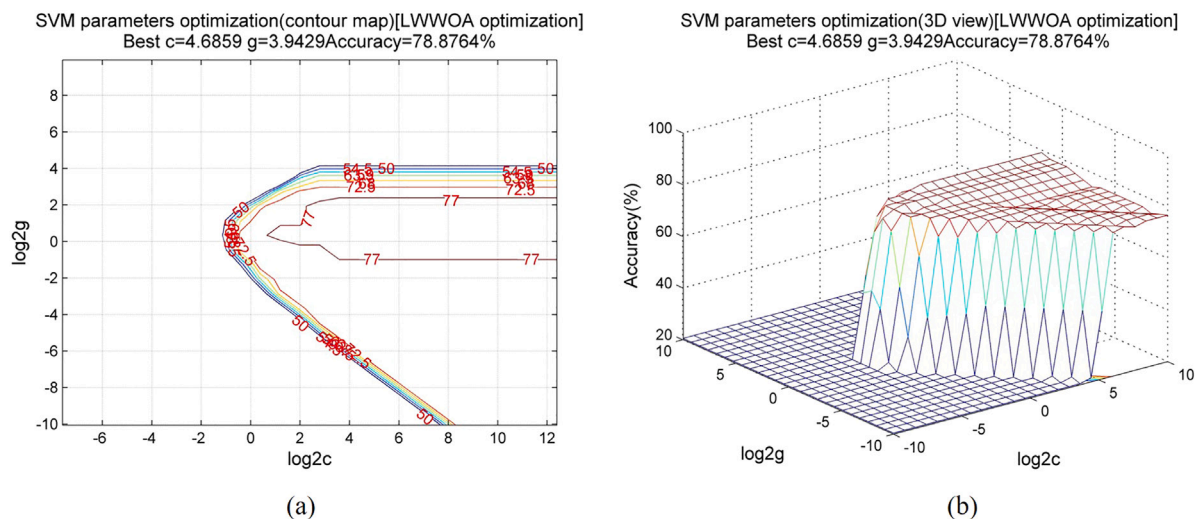 SVM parameters optimization(contour map)[LWWOA optimization]
Best c=4.6859 g=3.9429Accuracy=78.8764%
8
6
4
2
0
-2
-4
-6
-8
-10
log2g
-6 -4 -2 0 2 4 6 8 10 12
log2c
54.5 50
50
72.5
77
77
77
50
50
50
(a)
SVM parameters optimization(3D view)[LWWOA optimization]
Best c=4.6859 g=3.9429Accuracy=78.8764%
100
80
60
40
20
Accuracy(%)
10
5
0
-5
-10
log2g
-10
-5
0
5
10
log2c
(b)